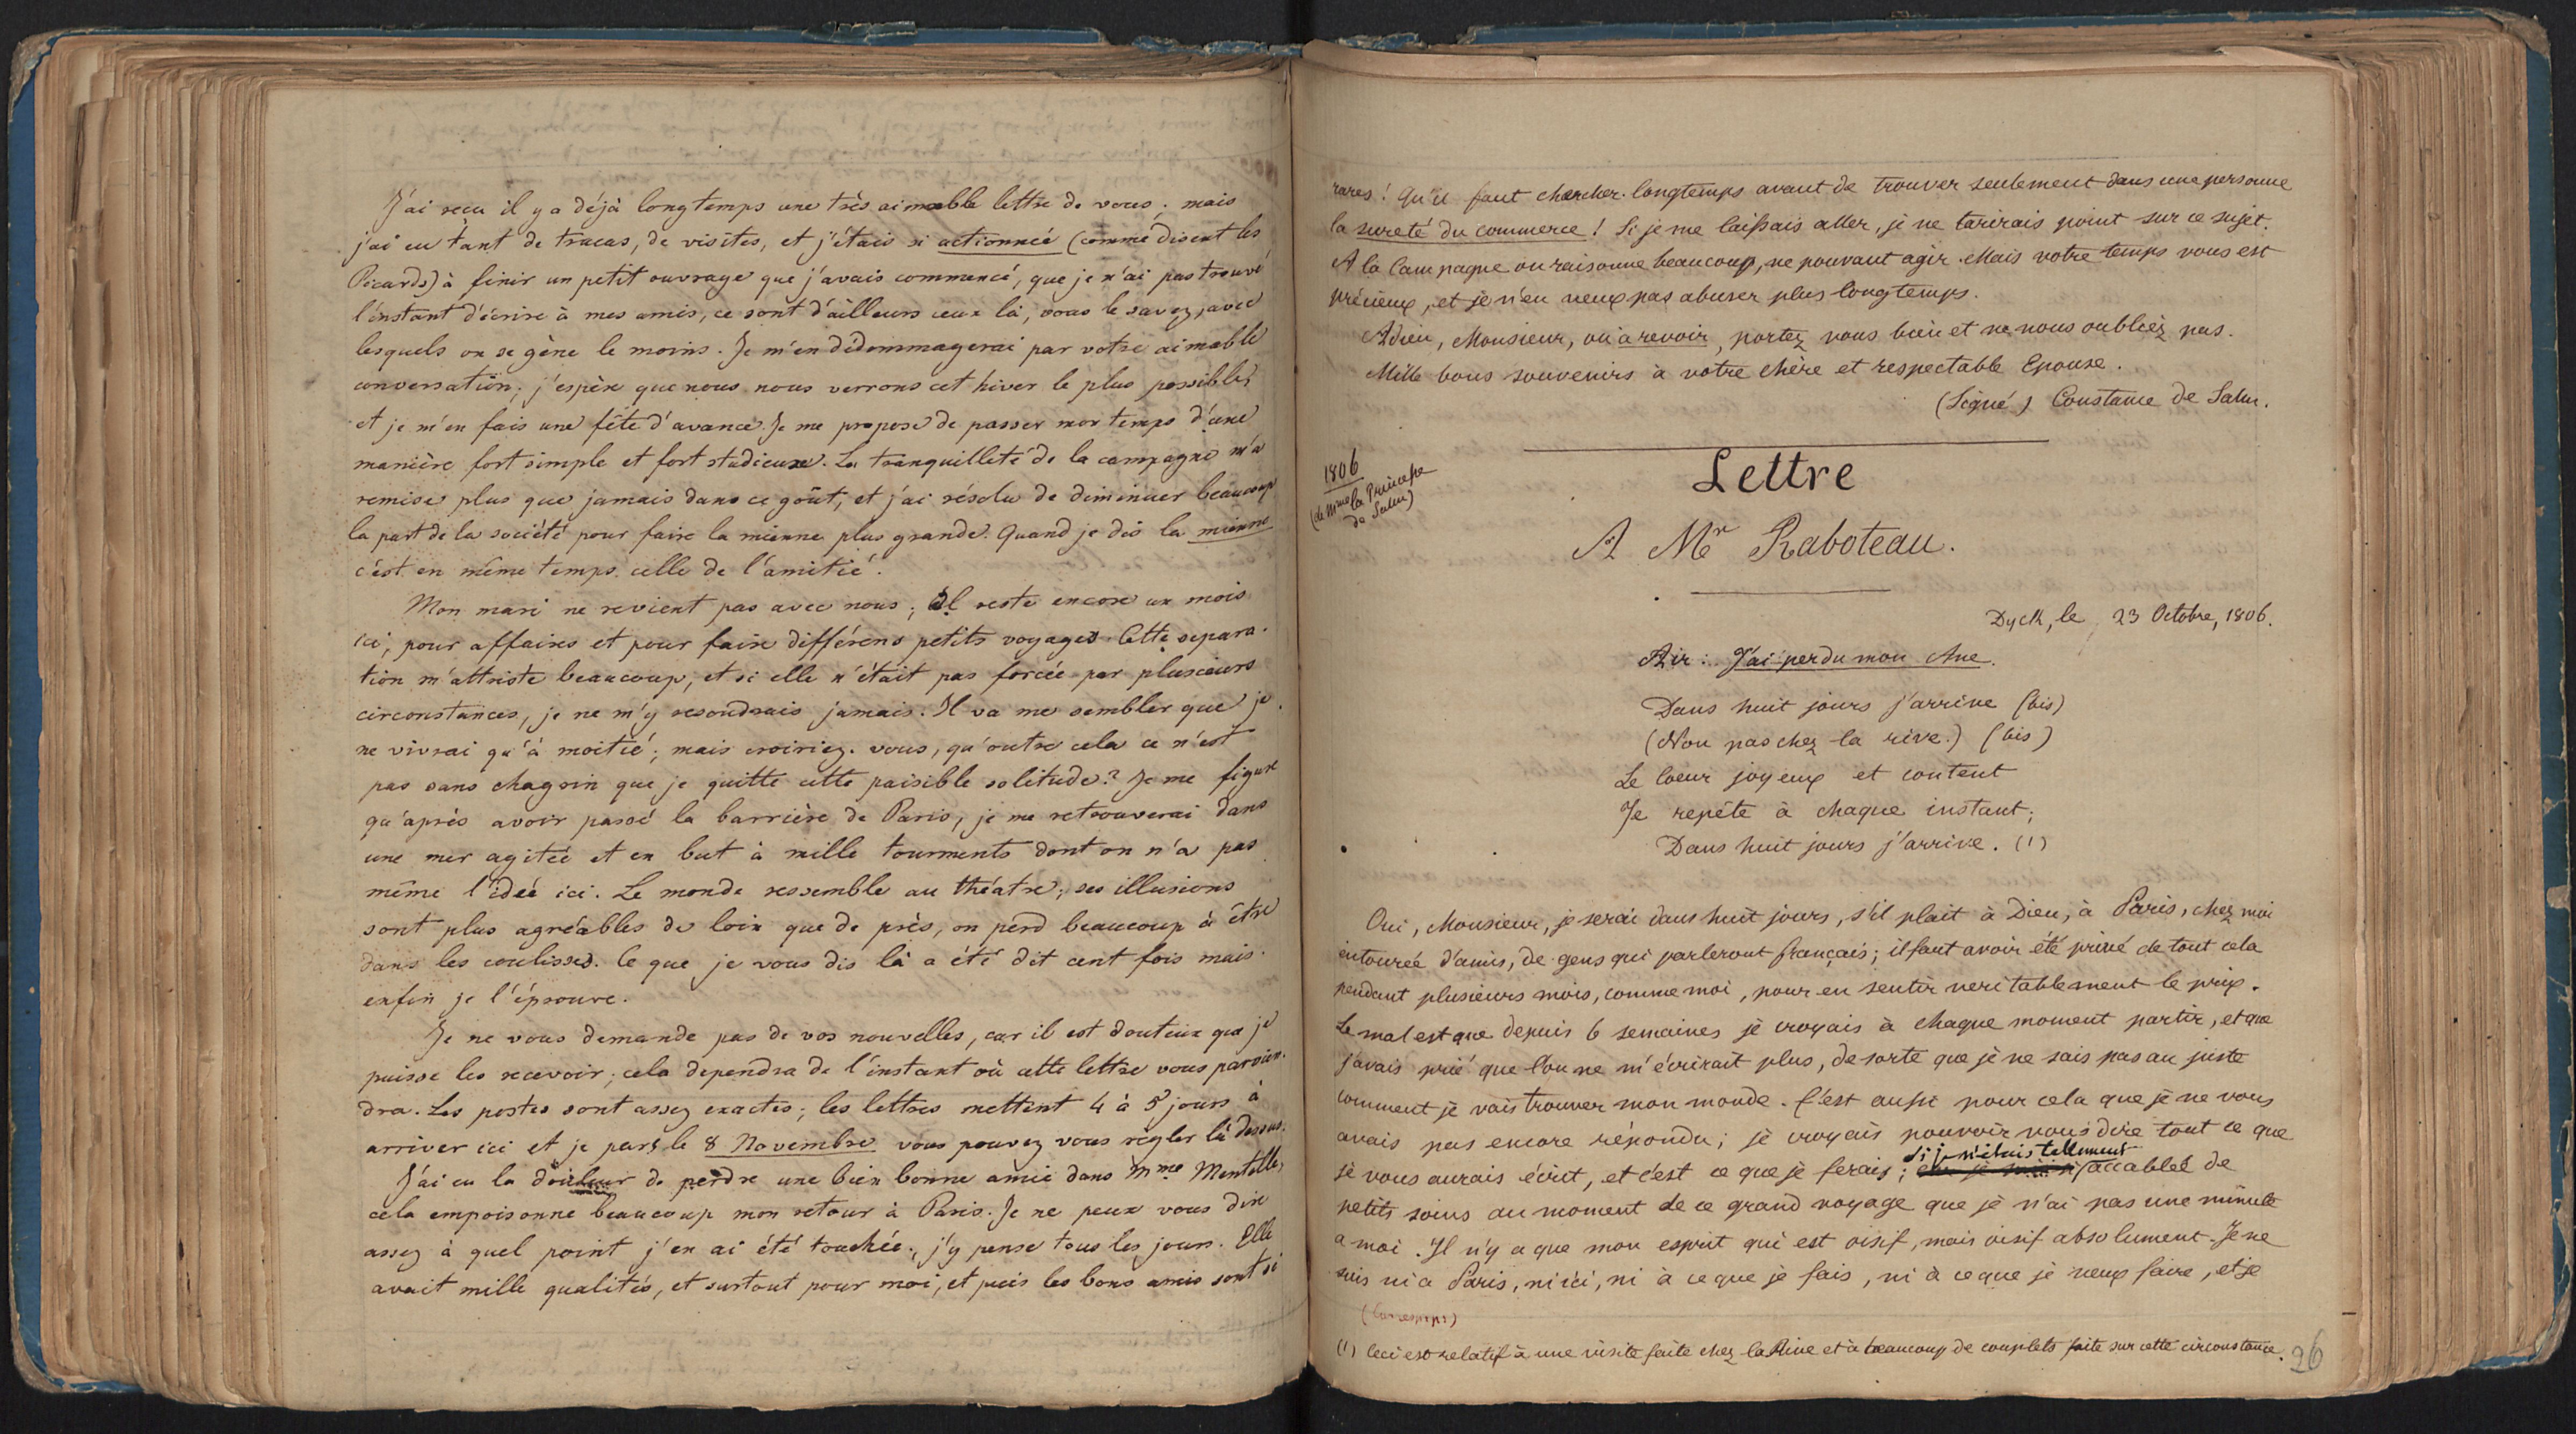 J'ai reçu il y a déjà longtemps une très aimable lettre de vous; mais
j'ai eu tant de tracas, de visites, et j'étais si actionnée (comme disent les
Picards) à finir un petit ouvrage que j'avais commencé, que je n'ai pas trouvé
l'instant d'écrire à mes amis, ce sont d'ailleurs ceux là, vous le savez, avec
lesquels on se gène le moins. Je m'en dédommagerai par votre aimable
conversation; j'espère que nous nous verrons cet hiver le plus possible,
et je m'en fais une fête d'avance. Je me propose de passer mon temps d'une
manière fort simple et fort studieuse. La tranquillité de la campagne m'a
remise plus que jamais dans ce goût, et j'ai résolu de diminuer beaucoup
la part de la société pour faire la mienne plus grande. Quand je dis la mienne
c'est en même temps celle de l'amitié.
Mon mari ne revient pas avec nous; il reste encore un mois
ici, pour affaires et pour faire différens petits voyages. Cette separa-
tion m'attriste beaucoup, et si elle n'était pas forcée par plusieurs
circonstances, je ne m'y resoudrais jamais. Il va me sembler que je
ne vivrai qu'à moitié; mais croiriez-vous, qu'outre cela ce n'est
pas sans chagrin que je quitte cette paisible solitude? Je me figure
qu'après avoir passé la barrière de Paris, je me retrouverai dans
une mer agitée et en but à mille tourments dont on n'a pas
même l'idée ici. Le monde ressemble au théatre; ses illusions
sont plus agréables de loin que de près, on perd beaucoup à être
dans les coulisses. Ce que je vous dis là a été dit cent fois mais
enfin je l'éprouve.
Je ne vous demande pas de vos nouvelles, car il est douteux que je
puisse les recevoir; cela dependra de l'instant où cette lettre vous parvien-
dra. Les postes sont assez exactes; les lettres mettent 4 à 5 jours à
arriver ici et je pars le 8 Novembre vous pouvez vous règler là dessus.
J'ai eu la douleur de perdre une bien bonne amie dans Mme Mentelle,
cela empoisonne beaucoup mon retour à Paris. Je ne peux vous dire
assez à quel point j'en ai été touchée; j'y pense tous les jours. Elle
avait mille qualités, et surtout pour moi, et puis les bons amis sont si
rares! Qu'il faut chercher longtemps avant de trouver seulement dans une personne
la sureté du commerce! Si je me laissais aller, je ne tarirais point sur ce sujet.
A la Campagne on raisonne beaucoup, ne pouvant agir. Mais votre temps vous est
précieux, et je n'en veux pas abuser plus longtemps.
Adieu, Monsieur, ou à revoir, portez vous bien et ne nous oubliez pas.
Mille bons souvenirs à votre chère et respectable Epouse.
(Signé) Constance de Salm.
1806
(de Mme la Princesse
de Salm)
Lettre
A Mr Raboteau.
Dyck, le 23 Octobre, 1806.
Air: J'ai perdu mon Ane.
Dans huit jours j'arrive (bis)
(Non pas chez la rive.) (bis)
Le Coeur joyeux et content
Je repète à chaque instant;
Dans huit jours j'arrive. (1)
Oui, Monsieur, je serai dans huit jours, s'il plait à Dieu, à Paris, chez moi
entourée d'amis, de gens qui parleront français; il faut avoir été privé de tout cela
pendant plusieurs mois, comme moi, pour en sentir veritablement le prix.
Le mal est que depuis 6 semaines je croyais à chaque moment partir, et que
j'avais prié que l'on ne m'écrirait plus, de sorte que je ne sais pas au juste
comment je vais trouver mon monde. C'est aussi pour cela que je ne vous
avais pas encore répondu; je croyais pouvoir vous dire tout ce que
je vous aurais écrit, et c'est ce que je ferais; si je n'étais tellement accablée de
petits soins au moment de ce grand voyage que je n'ai pas une minute
a moi. Il n'y a que mon esprit qui est oisif, mais oisif absolument. Je ne
suis ni a Paris, ni ici, ni à ce que je fais, ni à ce que je veux faire, et je
(1) Ceci est relatif à une visite faite chez la Rive et à beaucoup de couplets faits sur cette circonstance.
26